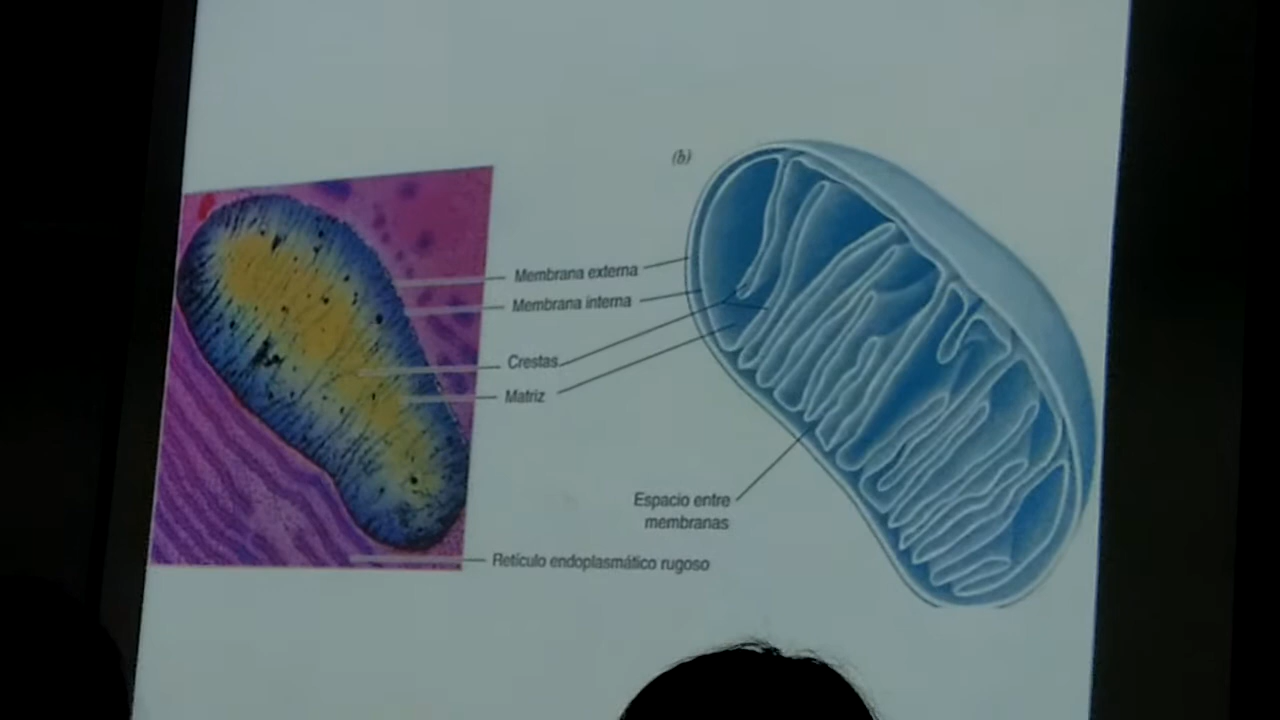 (b)
Membrana externa
Membrana interna
Crestas
Matriz
Espacio entre
membranas
Retículo endoplasmático rugoso